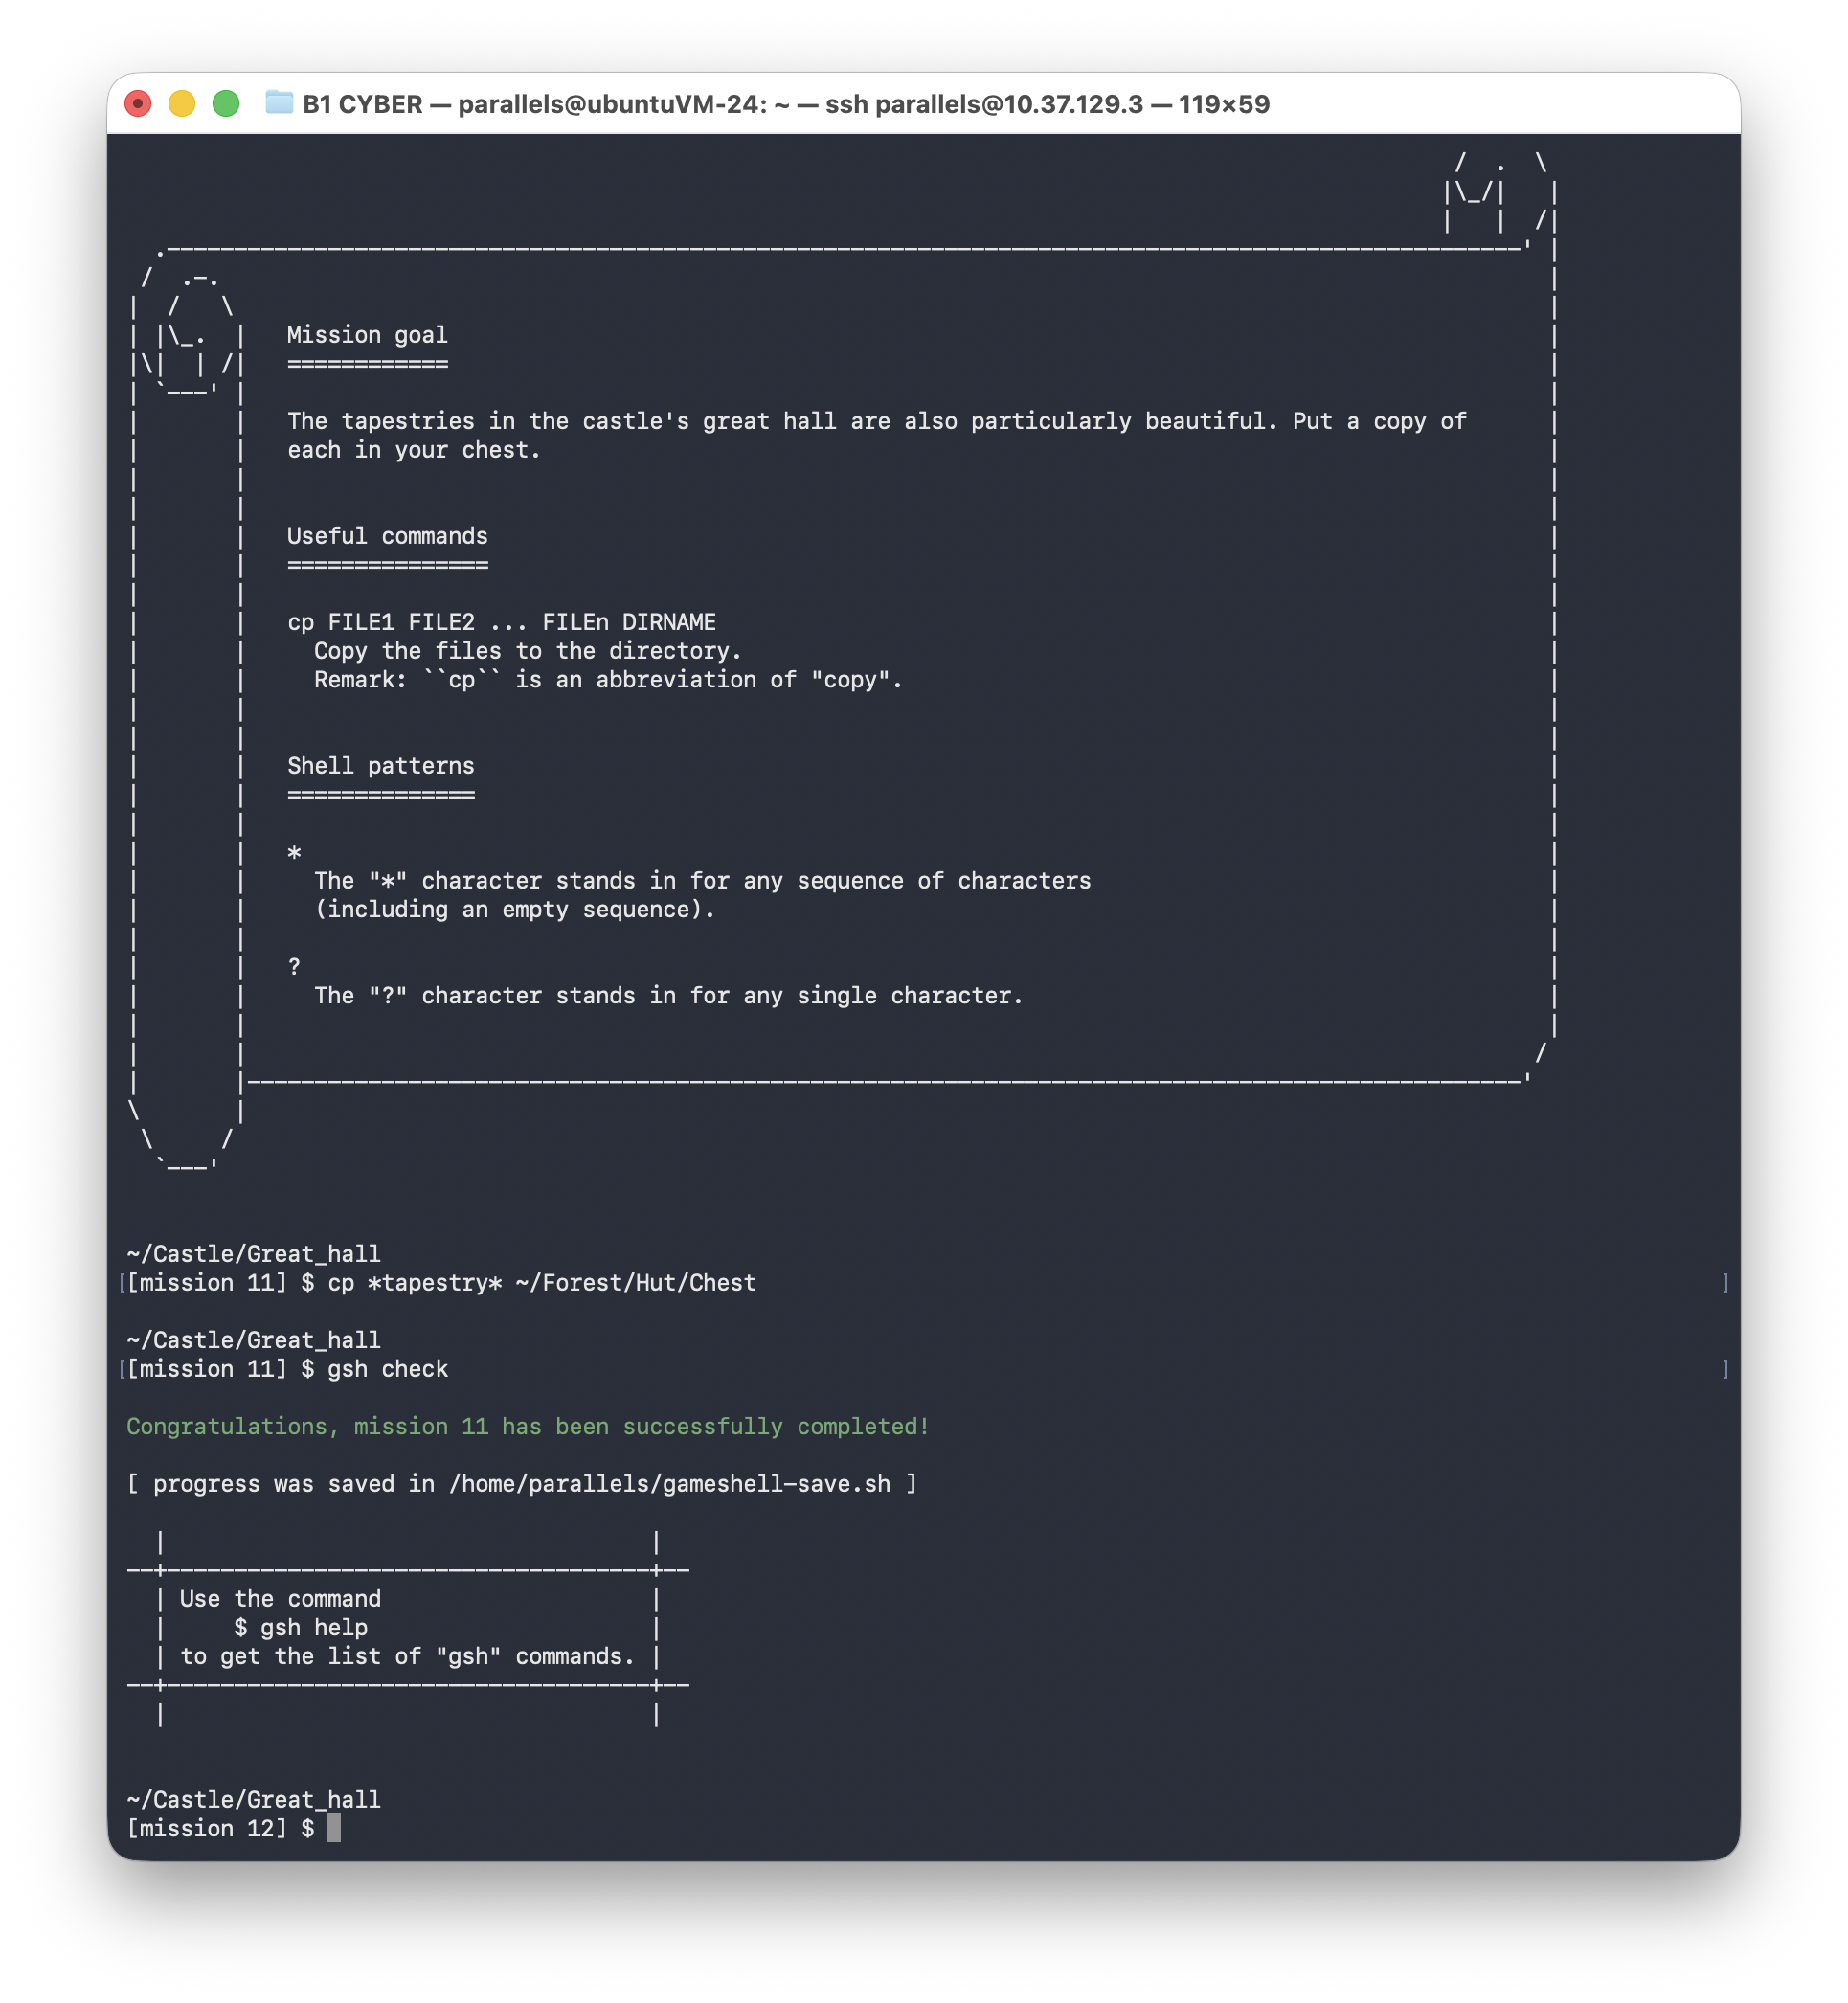 B1 CYBER — parallels@ubuntuVM-24: ~ — ssh parallels@10.37.129.3 — 119×59
Mission goal
============
The tapestries in the castle's great hall are also particularly beautiful. Put a copy of
each in your chest.
Useful commands
===============
cp FILE1 FILE2 ... FILEn DIRNAME
Copy the files to the directory.
Remark: ``cp`` is an abbreviation of "copy".
Shell patterns
==============
*
The "*" character stands in for any sequence of characters
(including an empty sequence).
?
The "?" character stands in for any single character.
~/Castle/Great_hall
[mission 11] $ cp *tapestry* ~/Forest/Hut/Chest
~/Castle/Great_hall
[mission 11] $ gsh check
Congratulations, mission 11 has been successfully completed!
[ progress was saved in /home/parallels/gameshell-save.sh ]
Use the command
$ gsh help
to get the list of "gsh" commands.
~/Castle/Great_hall
[mission 12] $